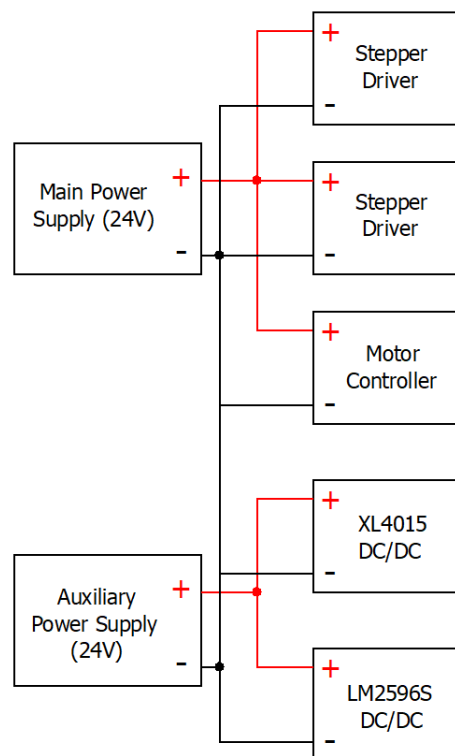 +
Stepper
Driver
-
Main Power
Supply (24V)
+
-
+
Stepper
Driver
-
+
Motor
Controller
-
+
XL4015
DC/DC
-
Auxiliary
Power Supply
(24V)
+
-
+
LM2596S
DC/DC
-